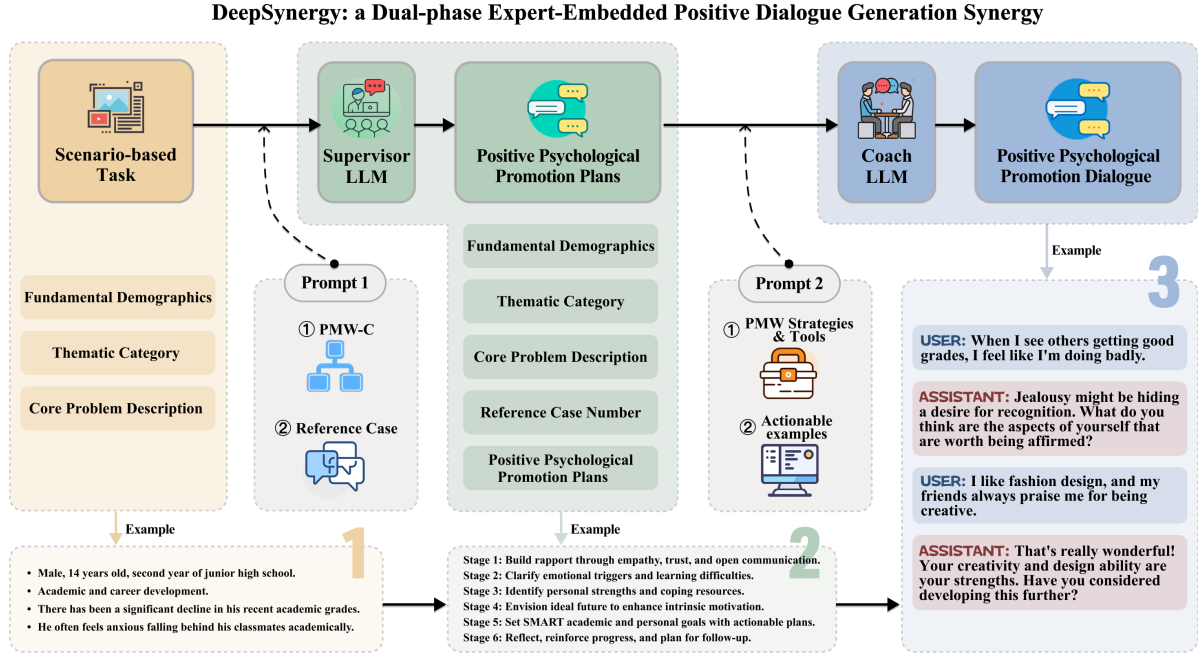 DeepSynergy: a Dual-phase Expert-Embedded Positive Dialogue Generation Synergy
Scenario-based
Task
Supervisor
LLM
Positive Psychological
Promotion Plans
Coach
LLM
Positive Psychological
Promotion Dialogue
Fundamental Demographics
Thematic Category
Core Problem Description
Prompt 1
① PMW-C
② Reference Case
Fundamental Demographics
Thematic Category
Core Problem Description
Reference Case Number
Positive Psychological
Promotion Plans
Prompt 2
① PMW Strategies
& Tools
② Actionable
examples
Example
3
USER: When I see others getting good
grades, I feel like I'm doing badly.
ASSISTANT: Jealousy might be hiding
a desire for recognition. What do you
think are the aspects of yourself that
are worth being affirmed?
USER: I like fashion design, and my
friends always praise me for being
creative.
ASSISTANT: That's really wonderful!
Your creativity and design ability are
your strengths. Have you considered
developing this further?
Example
1
• Male, 14 years old, second year of junior high school.
• Academic and career development.
• There has been a significant decline in his recent academic grades.
• He often feels anxious falling behind his classmates academically.
Example
2
Stage 1: Build rapport through empathy, trust, and open communication.
Stage 2: Clarify emotional triggers and learning difficulties.
Stage 3: Identify personal strengths and coping resources.
Stage 4: Envision ideal future to enhance intrinsic motivation.
Stage 5: Set SMART academic and personal goals with actionable plans.
Stage 6: Reflect, reinforce progress, and plan for follow-up.